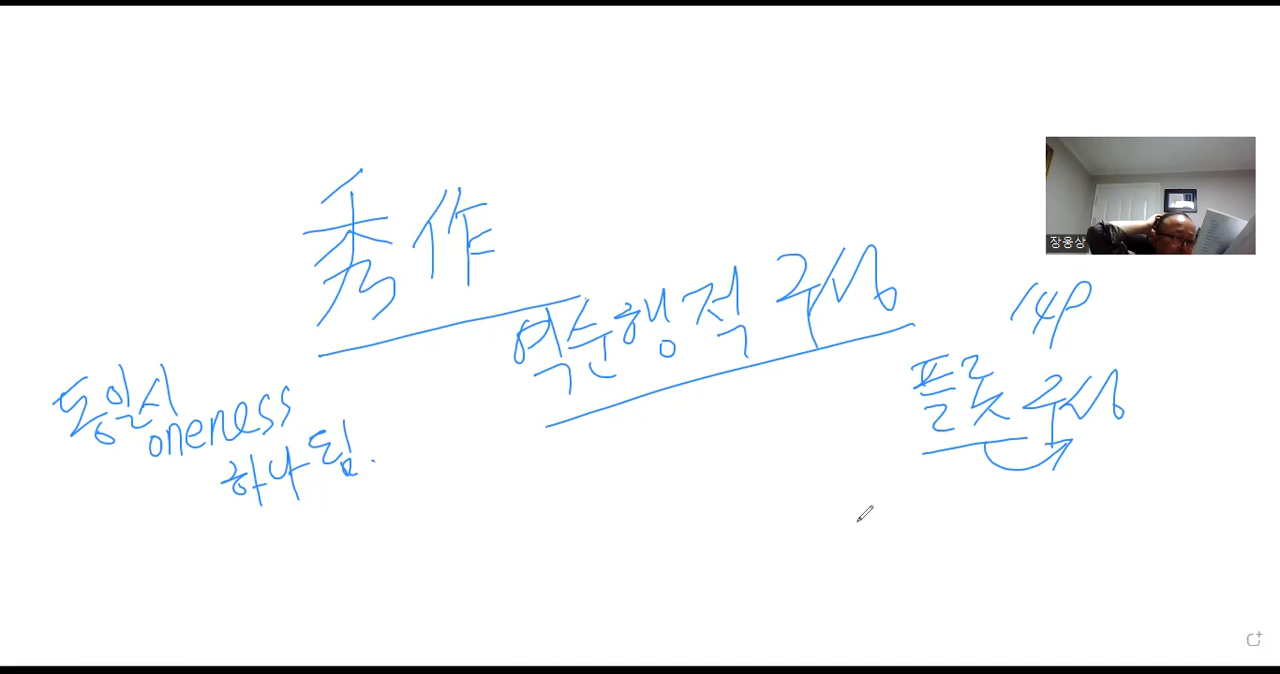 秀作
장웅상
역순행적 구성
14P
플롯 구성
동일시
oneness
하나 됨.